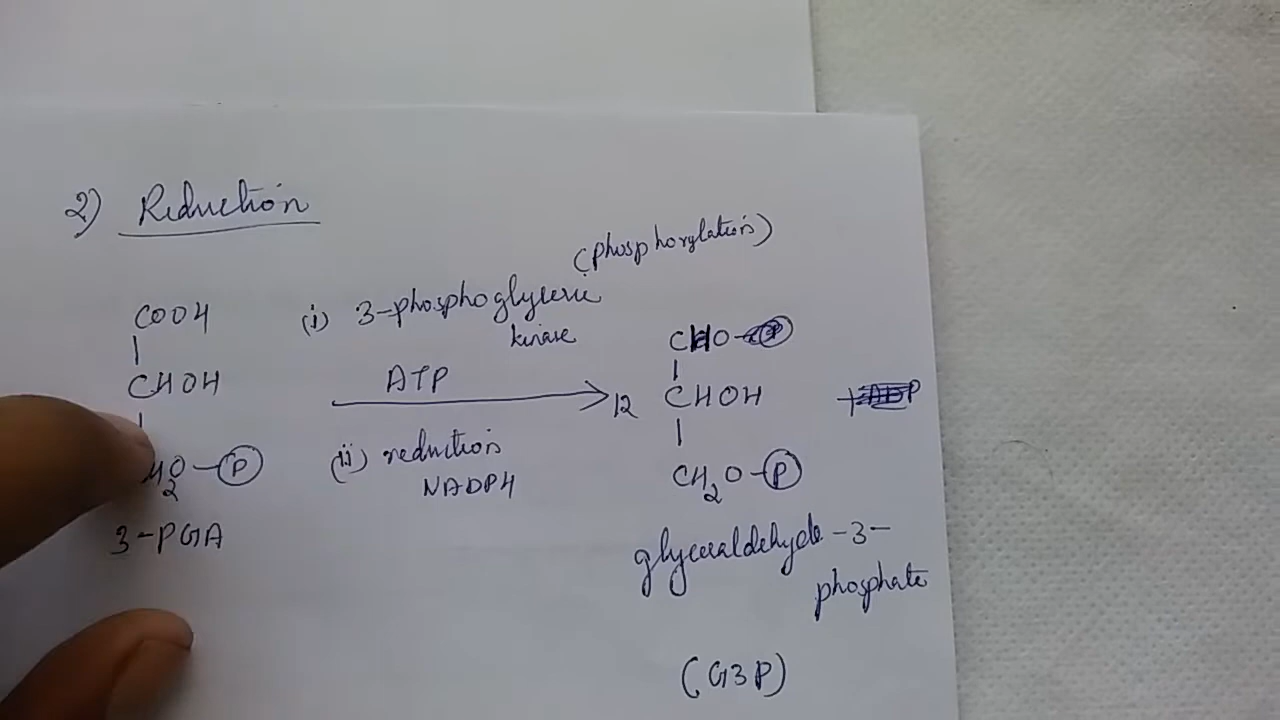 2) Reduction
(phosphorylation)
COOH
(i) 3-phosphoglyceric
kinase
CHO
CHOH
ATP
12 CHOH
+
(ii) reduction
H2O-P
CH2O-P
NADPH
3-PGA
glyceraldehyde-3-
phosphate
(G3P)